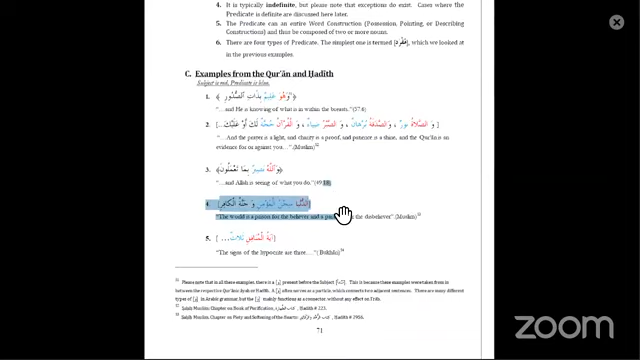 4. It is typically indefinite, but please note that exceptions do exist. Cases where the
Predicate is definite are discussed here later.
5. The Predicate can an entire Word Construction (Possession, Pointing, or Describing
Constructions) and thus be composed of two or more nouns.
6. There are four types of Predicate. The simplest one is termed [مُفْرَد], which we looked at
in the previous examples.
C. Examples from the Qur'ān and Ḥadīth
Subject is red, Predicate is blue.
1. ﴿وَهُوَ عَلِيمٌ بِذَاتِ الصُّدُورِ﴾
"…and He is knowing of what is in within the breasts." (57:6)
2. [وَ الصَّلَاةُ نُورٌ ، وَ الصَّدَقَةُ بُرْهَانٌ ، وَ الصَّبْرُ ضِيَاءٌ ، وَ الْقُرْآنُ حُجَّةٌ لَكَ أَوْ عَلَيْكَ...]
"…And the prayer is a light, and charity is a proof, and patience is a shine, and the Qur'ān is an
evidence for or against you…" (Muslim)
3. ﴿وَاللَّهُ بَصِيرٌ بِمَا تَعْمَلُونَ﴾
"…and Allah is seeing of what you do." (49:18)
4. [الدُّنْيَا سِجْنُ الْمُؤْمِنِ وَ جَنَّةُ الْكَافِرِ]
"The world is a prison for the believer and a the disbeliever" (Muslim)
5. [آيَةُ الْمُنَافِقِ ثَلَاثٌ ...]
"The signs of the hypocrite are three…" (Bukhārī)
Please note that in all these examples, there is a [وَ] present before the Subject. This is because these examples were taken from in
between the respective Qur'ānic āyah or Ḥadīth. A [وَ] often serves as a particle, which connects two adjacent sentences. There are many different
types of [وَ] in Arabic grammar, but the [وَ] mainly functions as a connector without any effect on
Ṣaḥīḥ Muslim: Chapter on Book of Purification, Ḥadīth # 223.
Ṣaḥīḥ Muslim: Chapter on Piety and Softening of the Hearts: Ḥadīth # 2956.
71
zoom